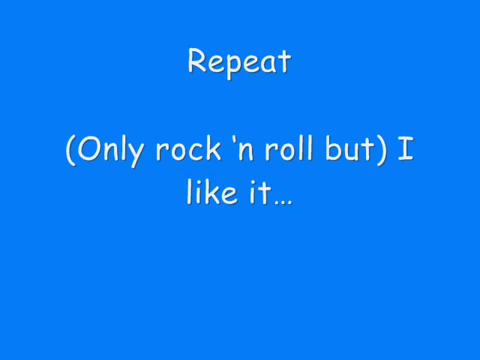 Repeat
(Only rock ‘n roll but) I
like it…